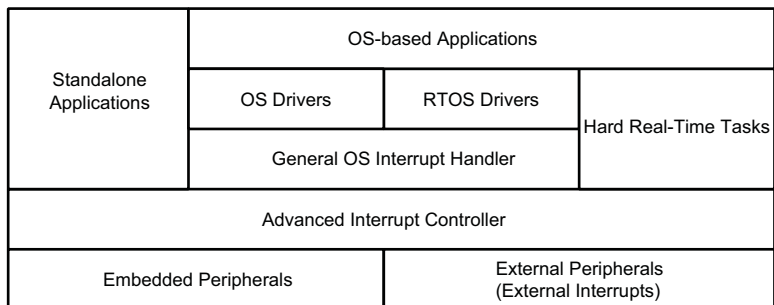 OS-based Applications
Standalone
Applications
OS Drivers
RTOS Drivers
Hard Real-Time Tasks
General OS Interrupt Handler
Advanced Interrupt Controller
Embedded Peripherals
External Peripherals
(External Interrupts)